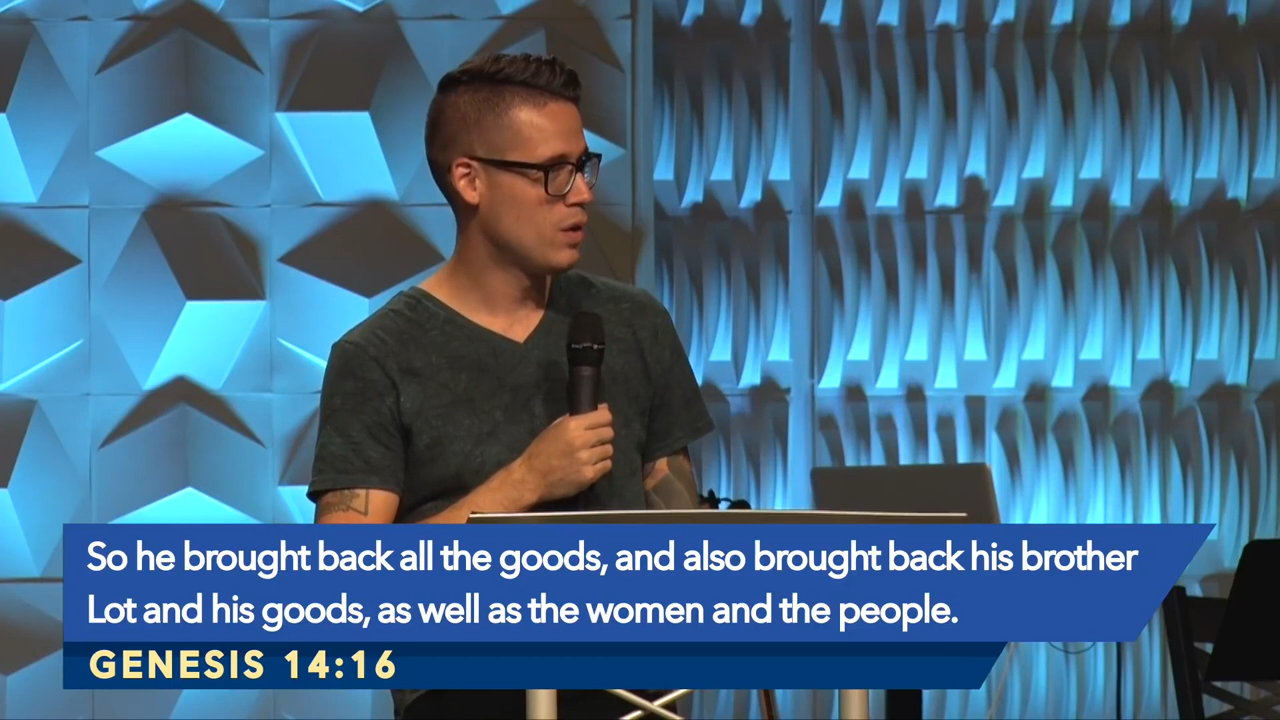 So he brought back all the goods, and also brought back his brother
Lot and his goods, as well as the women and the people.
GENESIS 14:16